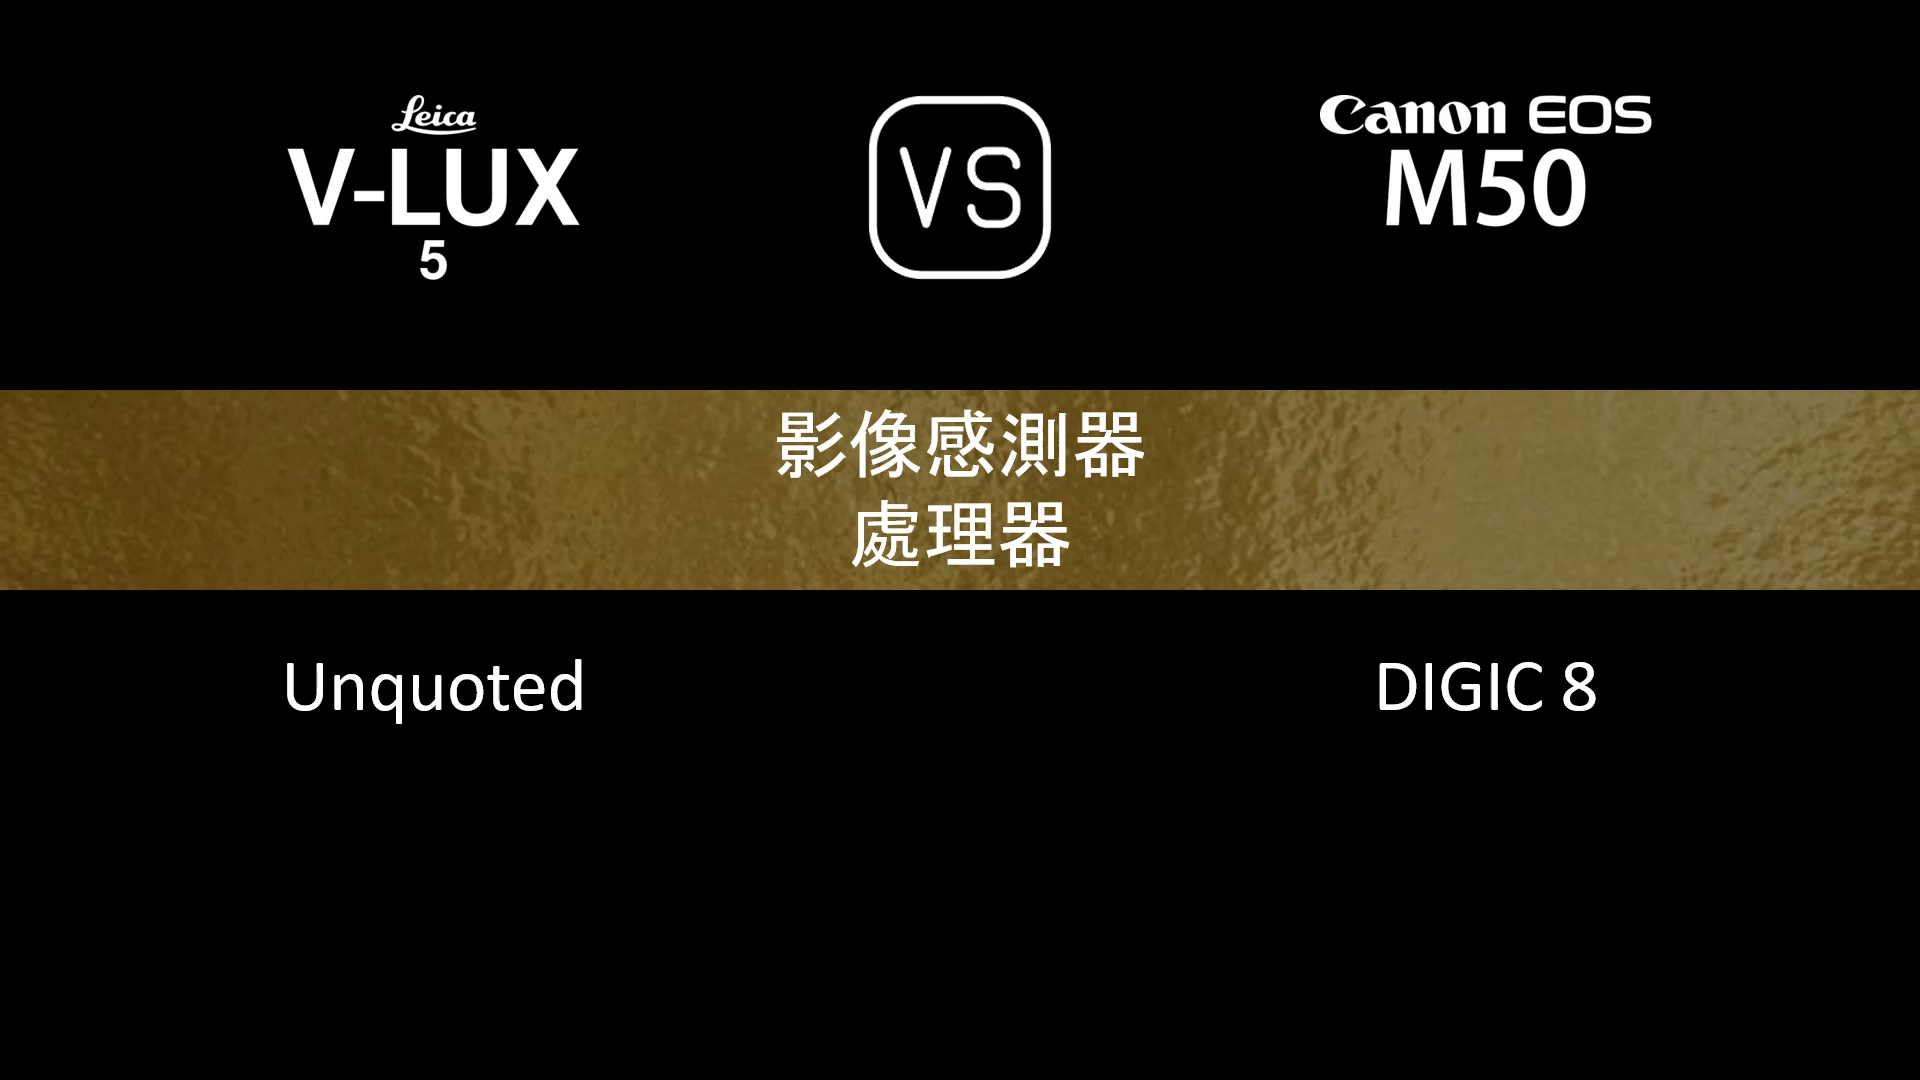 Leica
V-LUX
5
VS
Canon EOS
M50
影像感測器
處理器
Unquoted
DIGIC 8